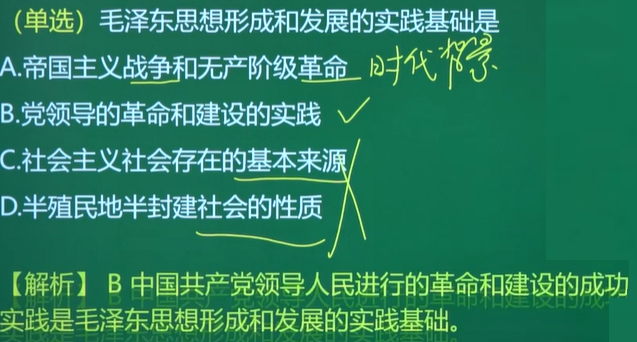 （单选）毛泽东思想形成和发展的实践基础是
A.帝国主义战争和无产阶级革命 时代背景
B.党领导的革命和建设的实践
C.社会主义社会存在的基本来源
D.半殖民地半封建社会的性质
【解析】 B 中国共产党领导人民进行的革命和建设的成功
实践是毛泽东思想形成和发展的实践基础。